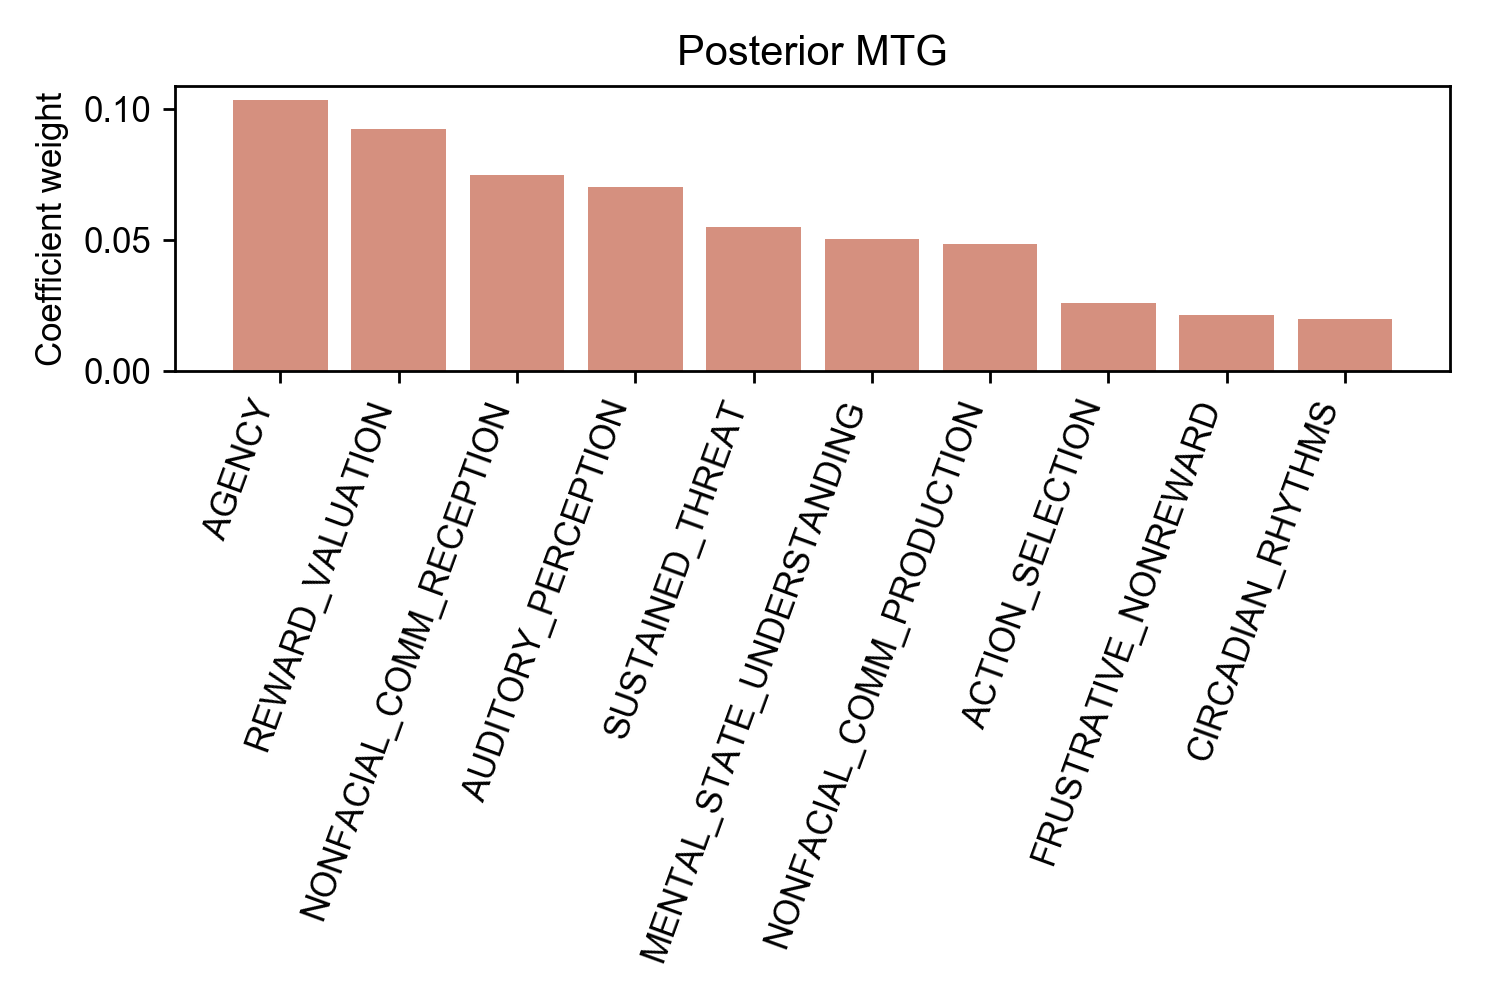 Posterior MTG
Coefficient weight
0.10
0.05
0.00
AGENCY
REWARD_VALUATION
NONFACIAL_COMM_RECEPTION
AUDITORY_PERCEPTION
SUSTAINED_THREAT
MENTAL_STATE_UNDERSTANDING
NONFACIAL_COMM_PRODUCTION
ACTION_SELECTION
FRUSTRATIVE_NONREWARD
CIRCADIAN_RHYTHMS